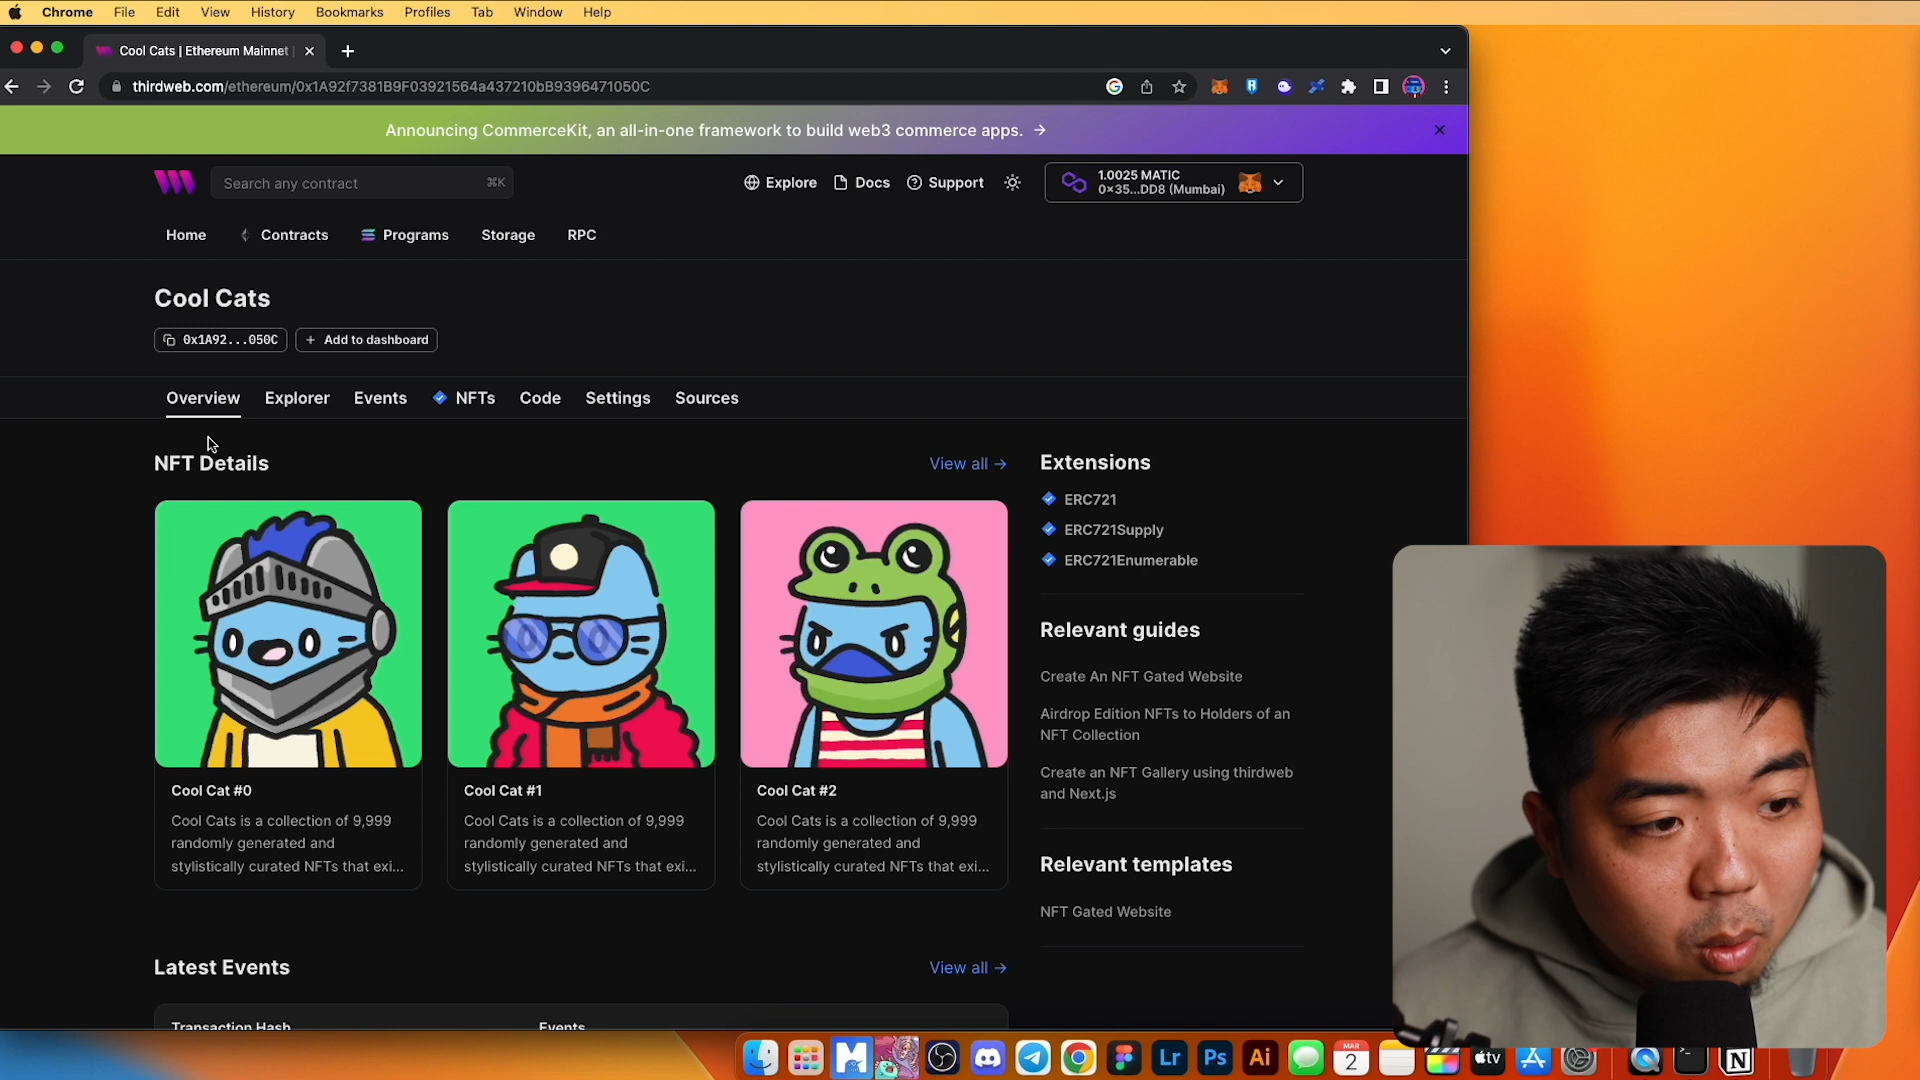 Chrome File Edit View History Bookmarks Profiles Tab Window Help
Cool Cats | Ethereum Mainnet
thirdweb.com/ethereum/0x1A92f7381B9F03921564a437210bB9396471050C
Announcing CommerceKit, an all-in-one framework to build web3 commerce apps. →
Search any contract ⌘K
Explore Docs Support
1.0025 MATIC
0x35...DD8 (Mumbai)
Home Contracts Programs Storage RPC
Cool Cats
0x1A92...050C
+ Add to dashboard
Overview Explorer Events NFTs Code Settings Sources
NFT Details
View all →
Cool Cat #0
Cool Cats is a collection of 9,999
randomly generated and
stylistically curated NFTs that exi...
Cool Cat #1
Cool Cats is a collection of 9,999
randomly generated and
stylistically curated NFTs that exi...
Cool Cat #2
Cool Cats is a collection of 9,999
randomly generated and
stylistically curated NFTs that exi...
Extensions
ERC721
ERC721Supply
ERC721Enumerable
Relevant guides
Create An NFT Gated Website
Airdrop Edition NFTs to Holders of an
NFT Collection
Create an NFT Gallery using thirdweb
and Next.js
Relevant templates
NFT Gated Website
Latest Events
View all →
Transaction Hash Events
Lr Ps Ai
MAR
2
tv